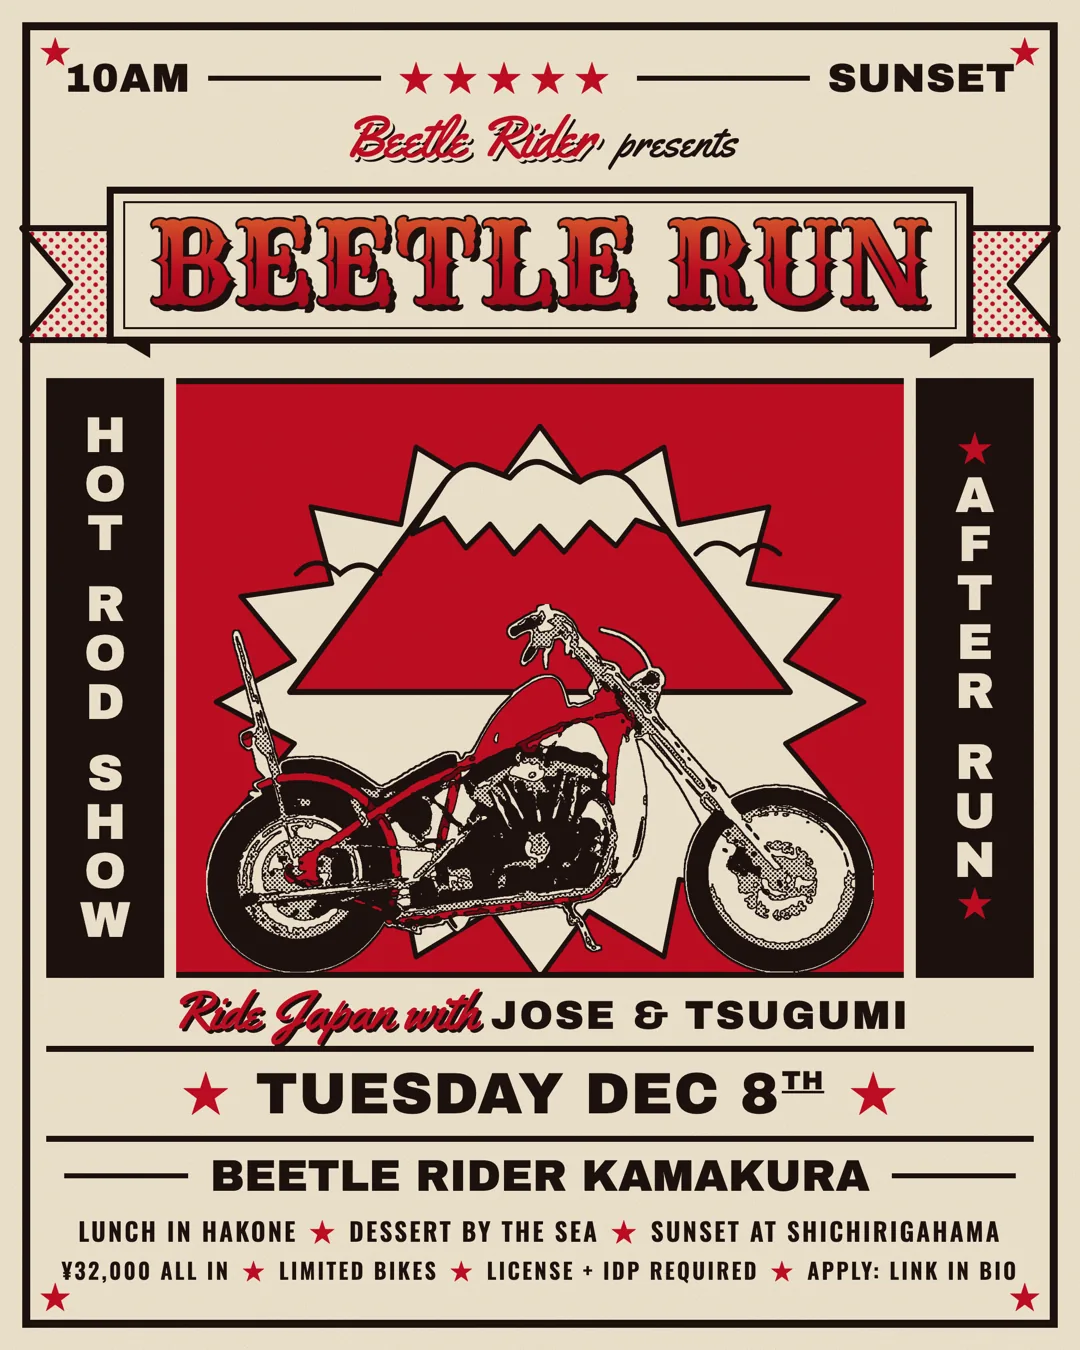 10AM ★★★★★ SUNSET
Beetle Rider presents
BEETLE RUN
HOT ROD SHOW
★ AFTER RUN ★
Ride Japan with JOSE & TSUGUMI
★ TUESDAY DEC 8TH ★
BEETLE RIDER KAMAKURA
LUNCH IN HAKONE ★ DESSERT BY THE SEA ★ SUNSET AT SHICHIRIGAHAMA
¥32,000 ALL IN ★ LIMITED BIKES ★ LICENSE + IDP REQUIRED ★ APPLY: LINK IN BIO